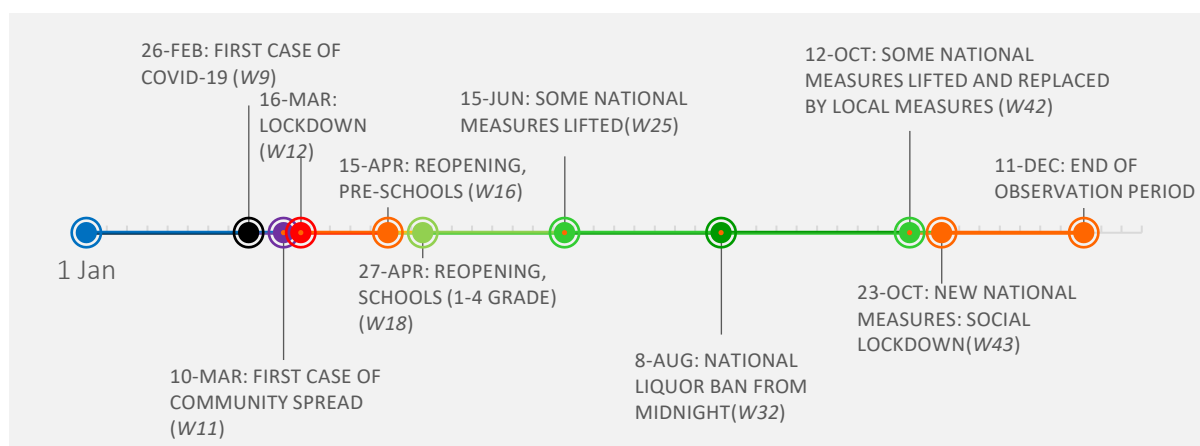 26-FEB: FIRST CASE OF
COVID-19 (W9)
16-MAR:
LOCKDOWN
(W12)
15-APR: REOPENING,
PRE-SCHOOLS (W16)
15-JUN: SOME NATIONAL
MEASURES LIFTED(W25)
12-OCT: SOME NATIONAL
MEASURES LIFTED AND REPLACED
BY LOCAL MEASURES (W42)
11-DEC: END OF
OBSERVATION PERIOD
1 Jan
10-MAR: FIRST CASE OF
COMMUNITY SPREAD
(W11)
27-APR: REOPENING,
SCHOOLS (1-4 GRADE)
(W18)
8-AUG: NATIONAL
LIQUOR BAN FROM
MIDNIGHT(W32)
23-OCT: NEW NATIONAL
MEASURES: SOCIAL
LOCKDOWN(W43)